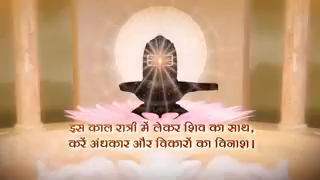 इस काल रात्री में लेकर शिव का साथ,
करें अंधकार और विकारों का विनाश।